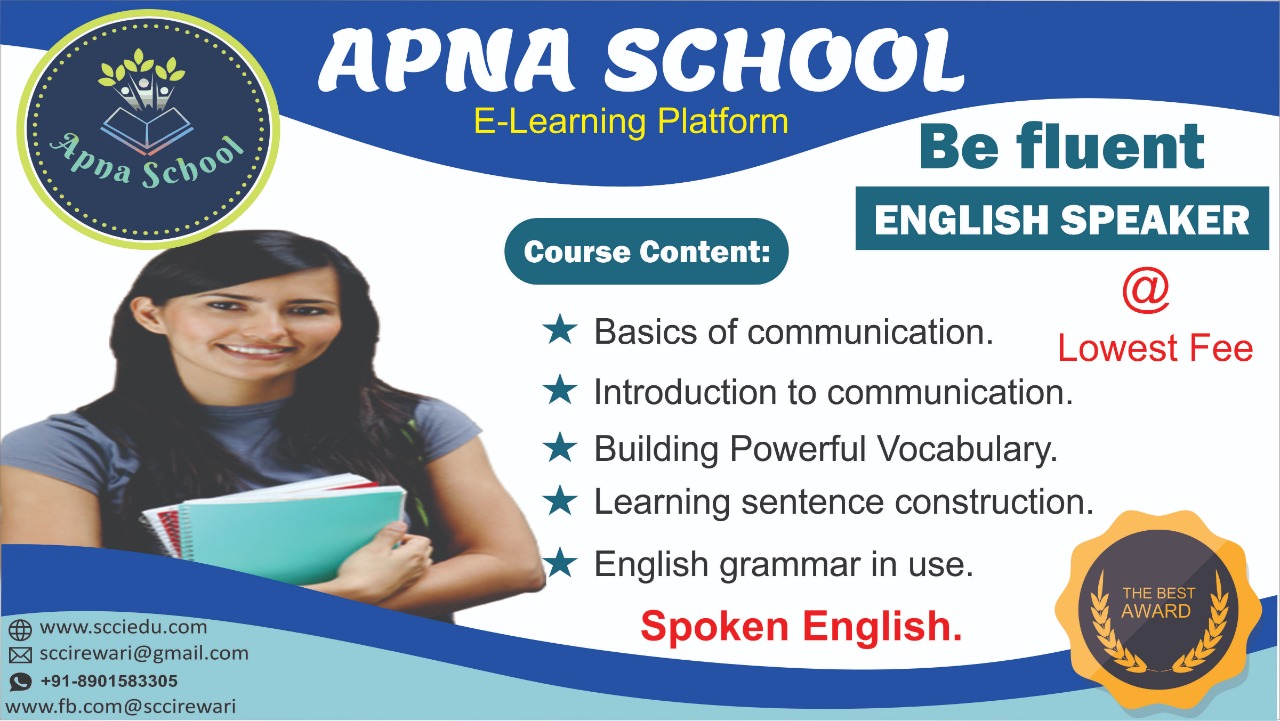 Apna School
APNA SCHOOL
E-Learning Platform
Be fluent
ENGLISH SPEAKER
@
Lowest Fee
Course Content:
★ Basics of communication.
★ Introduction to communication.
★ Building Powerful Vocabulary.
★ Learning sentence construction.
★ English grammar in use.
Spoken English.
THE BEST
AWARD
www.scciedu.com
sccirewari@gmail.com
+91-8901583305
www.fb.com@sccirewari